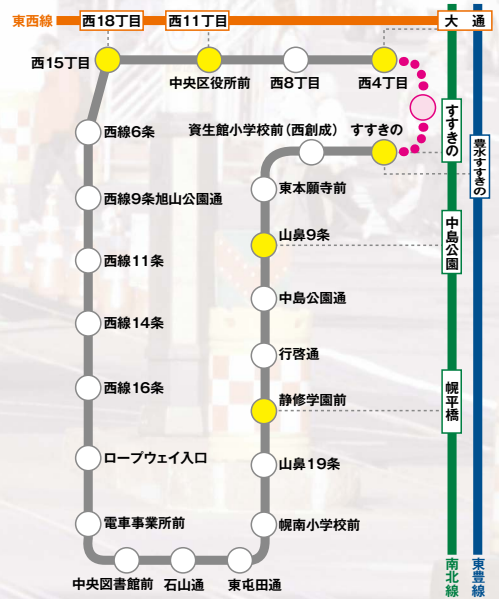 東西線
西18丁目
西11丁目
大通
西15丁目
中央区役所前
西8丁目
西4丁目
資生館小学校前(西創成)
すすきの
すすきの
豊水すすきの
西線6条
東本願寺前
西線9条旭山公園通
山鼻9条
中島公園
西線11条
中島公園通
西線14条
行啓通
西線16条
静修学園前
幌平橋
ロープウェイ入口
山鼻19条
電車事業所前
幌南小学校前
中央図書館前
石山通
東屯田通
南北線
東豊線